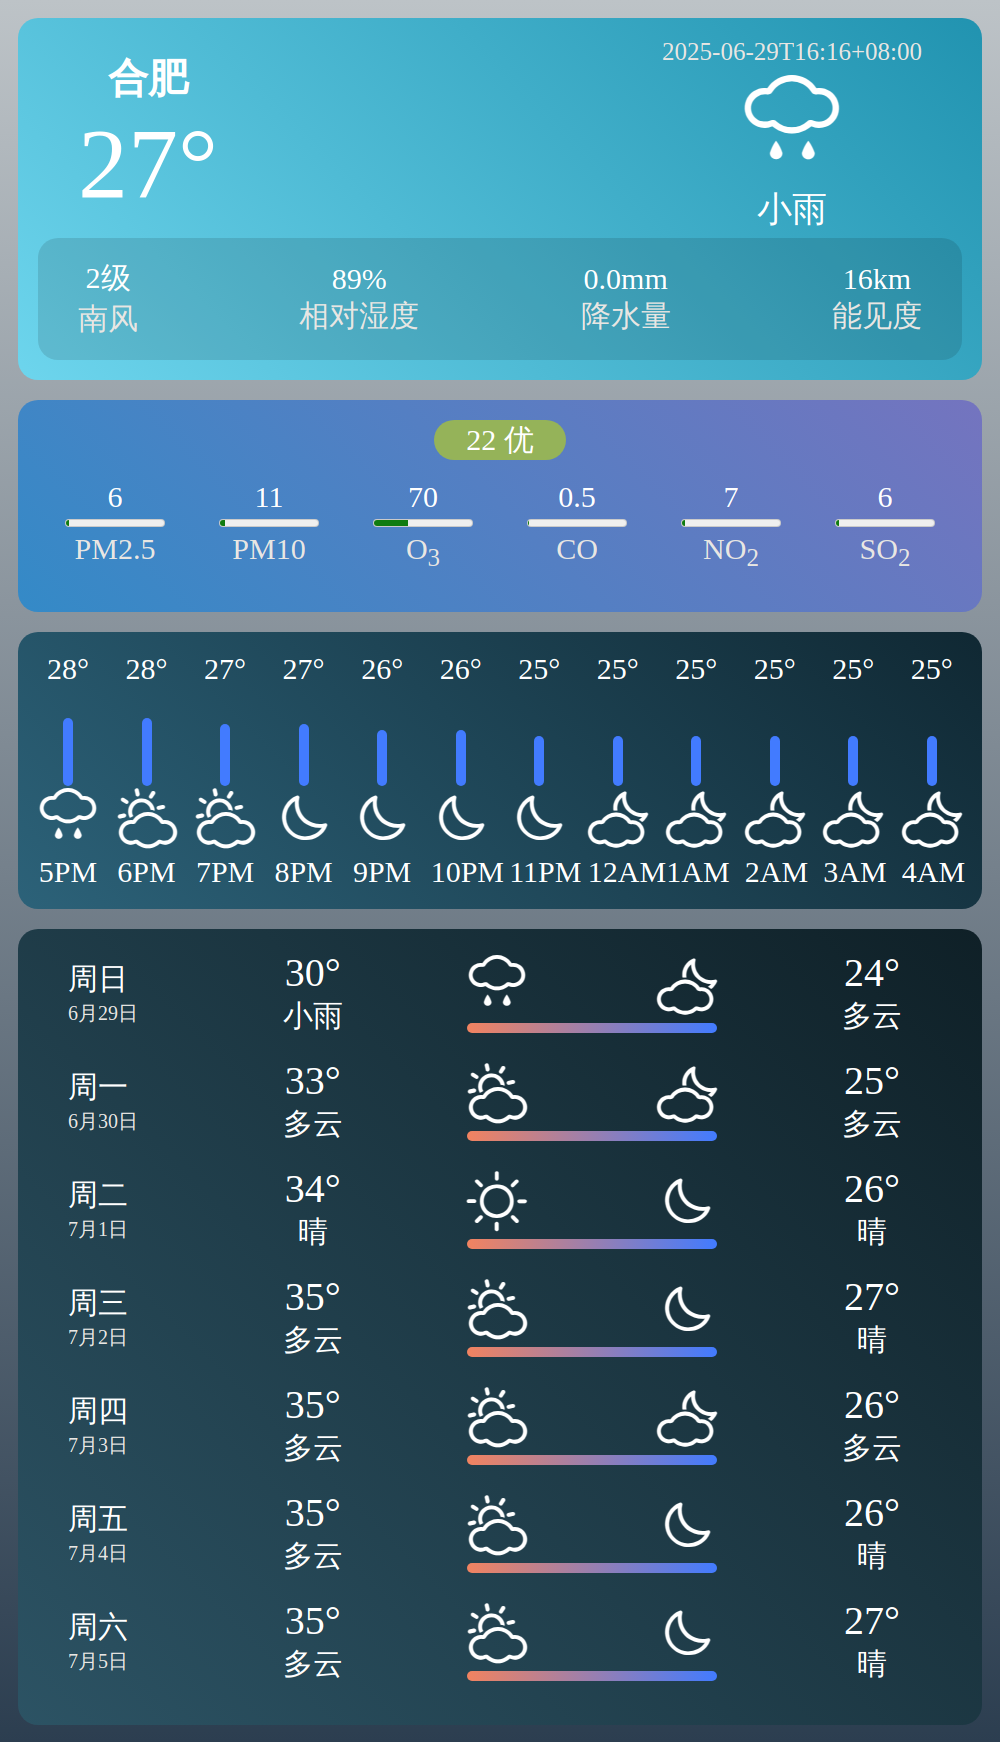 合肥
27°
2025-06-29T16:16+08:00
小雨
2级 89% 0.0mm 16km
南风 相对湿度 降水量 能见度
22 优
6 11 70 0.5 7 6
PM2.5 PM10 O3 CO NO2 SO2
28° 28° 27° 27° 26° 26° 25° 25° 25° 25° 25° 25°
5PM 6PM 7PM 8PM 9PM 10PM 11PM 12AM 1AM 2AM 3AM 4AM
周日 30° 24°
6月29日 小雨 多云
周一 33° 25°
6月30日 多云 多云
周二 34° 26°
7月1日 晴 晴
周三 35° 27°
7月2日 多云 晴
周四 35° 26°
7月3日 多云 多云
周五 35° 26°
7月4日 多云 晴
周六 35° 27°
7月5日 多云 晴